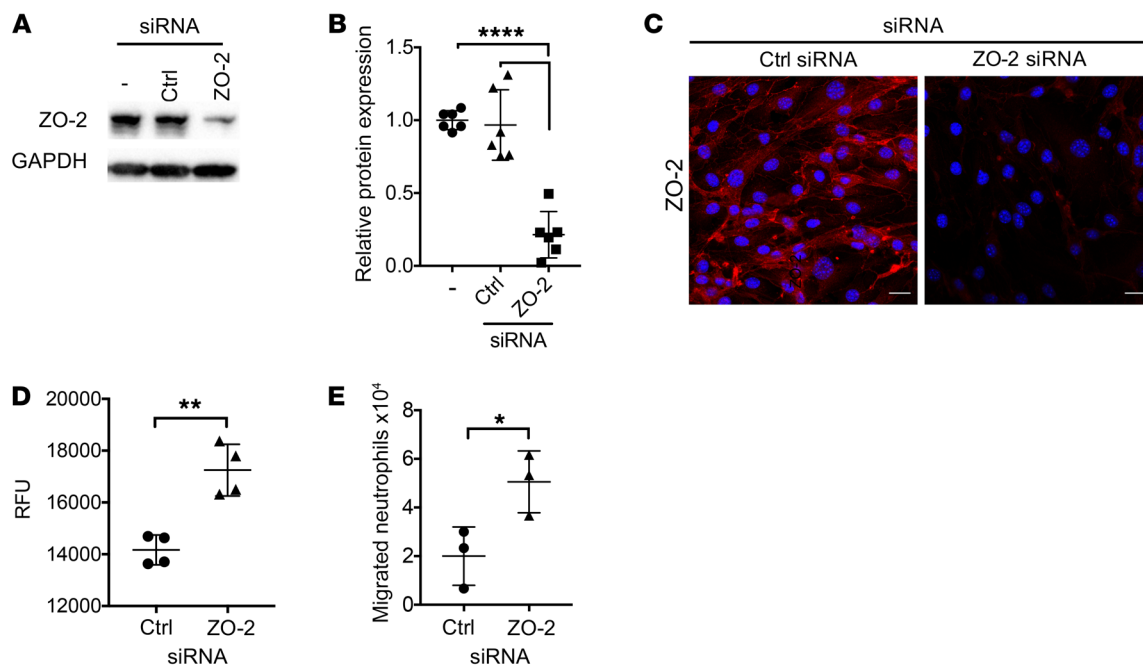 A
siRNA
-
Ctrl
ZO-2
ZO-2
GAPDH
B
Relative protein expression
1.5
1.0
0.5
0.0
****
-
Ctrl
ZO-2
siRNA
C
siRNA
Ctrl siRNA
ZO-2 siRNA
ZO-2
ZO-2
D
RFU
20000
18000
16000
14000
12000
**
Ctrl
ZO-2
siRNA
E
Migrated neutrophils x10⁴
8
6
4
2
0
*
Ctrl
ZO-2
siRNA